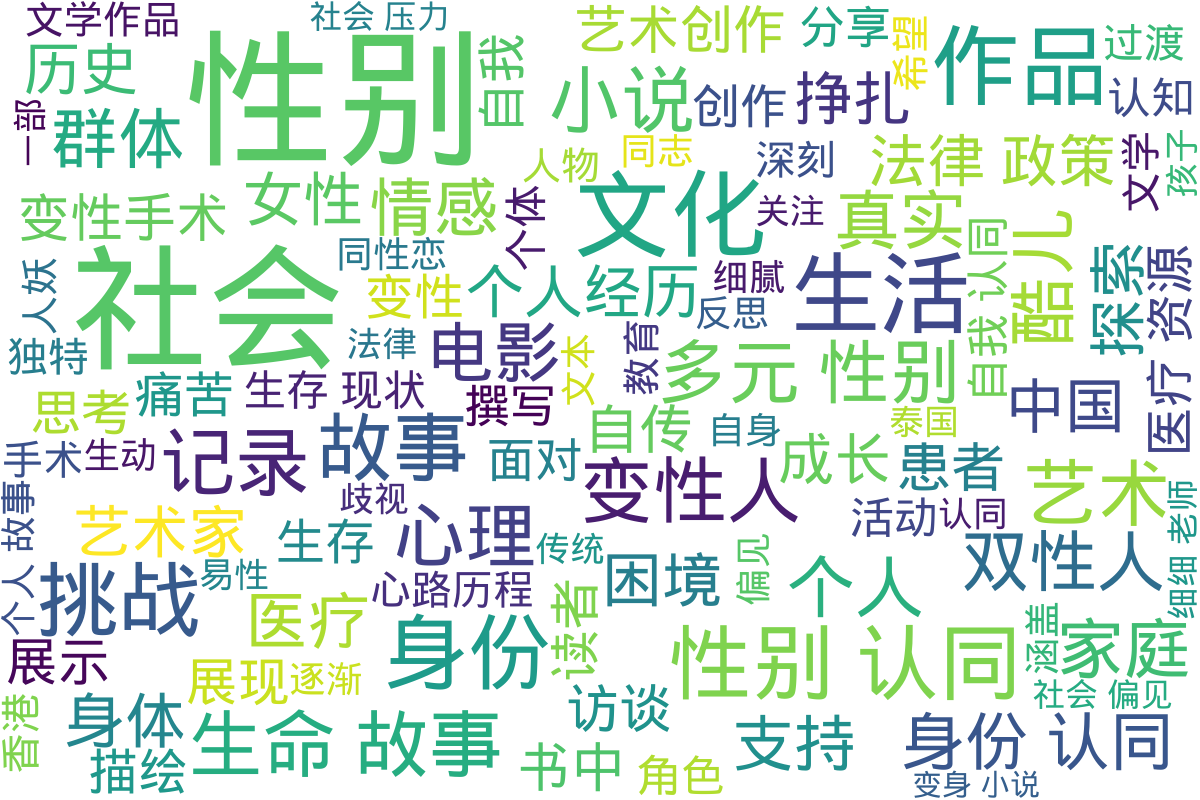 文学作品
社会 压力
艺术创作
分享
希望
作品
过渡
历史
性别
自我
小说
创作
挣扎
认知
一部
群体
人物
同志
深刻
法律 政策
文学
孩子
变性手术
女性
情感
个体
文化
关注
真实
自我 认同
酷儿
探索
医疗 资源
人妖
社会
同性恋
变性
个人经历
细腻
反思
生活
独特
法律
电影
文本
教育
多元 性别
中国
思考
痛苦
生存 现状
撰写
自传
自身
泰国
手术
生动
记录
故事
面对
变性人
成长
患者
艺术
个人 故事
艺术家
生存
歧视
心理
传统
活动
认同
双性人
细细 老师
挑战
易性
心路历程
困境
偏见
个人
医疗
身份
读者
性别 认同
涵盖
家庭
展示
展现
逐渐
社会 偏见
香港
身体
生命 故事
访谈
支持
身份 认同
描绘
书中
角色
变身 小说